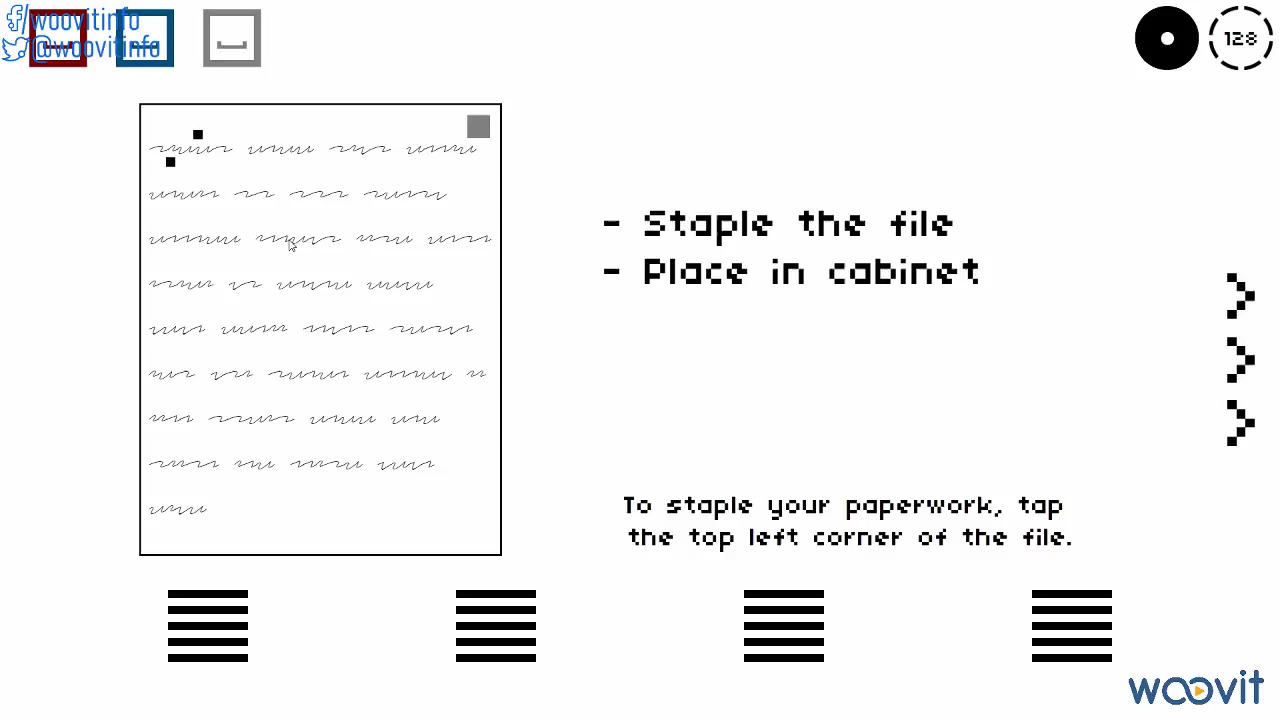 /woovitinfo
@woovitinfo
128
- Staple the file
- Place in cabinet
To staple your paperwork, tap
the top left corner of the file.
woovit